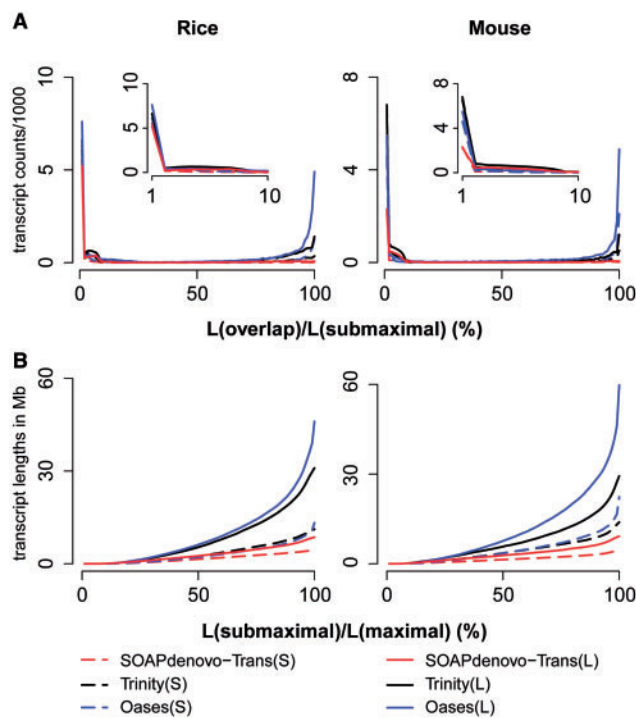 A
Rice
Mouse
transcript counts/1000
10
5
0
10
5
0
1
10
0
50
100
8
4
0
8
4
0
1
10
0
50
100
L(overlap)/L(submaximal) (%)
B
transcript lengths in Mb
60
30
0
0
50
100
60
30
0
0
50
100
L(submaximal)/L(maximal) (%)
SOAPdenovo-Trans(S)
SOAPdenovo-Trans(L)
Trinity(S)
Trinity(L)
Oases(S)
Oases(L)